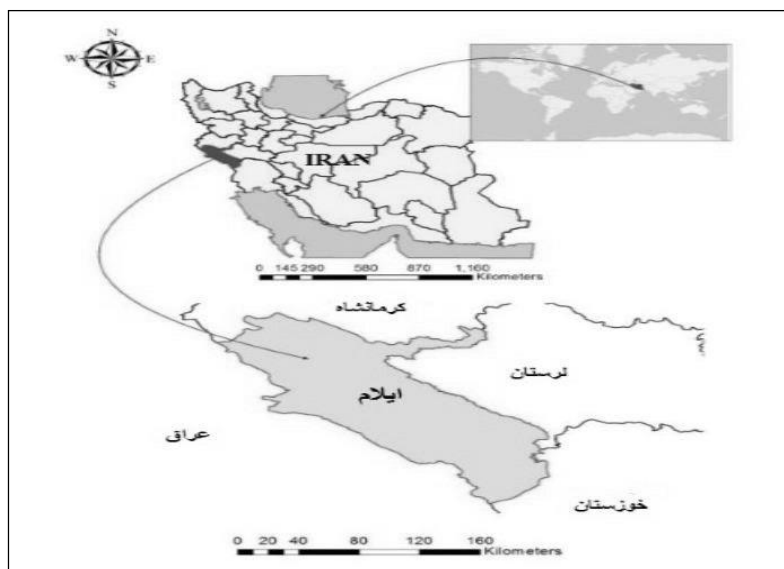 N
W E
S
IRAN
0 145 290 580 870 1,160
Kilometers
کرمانشاه
لرستان
ایلام
عراق
خوزستان
0 20 40 80 120 160
Kilometers